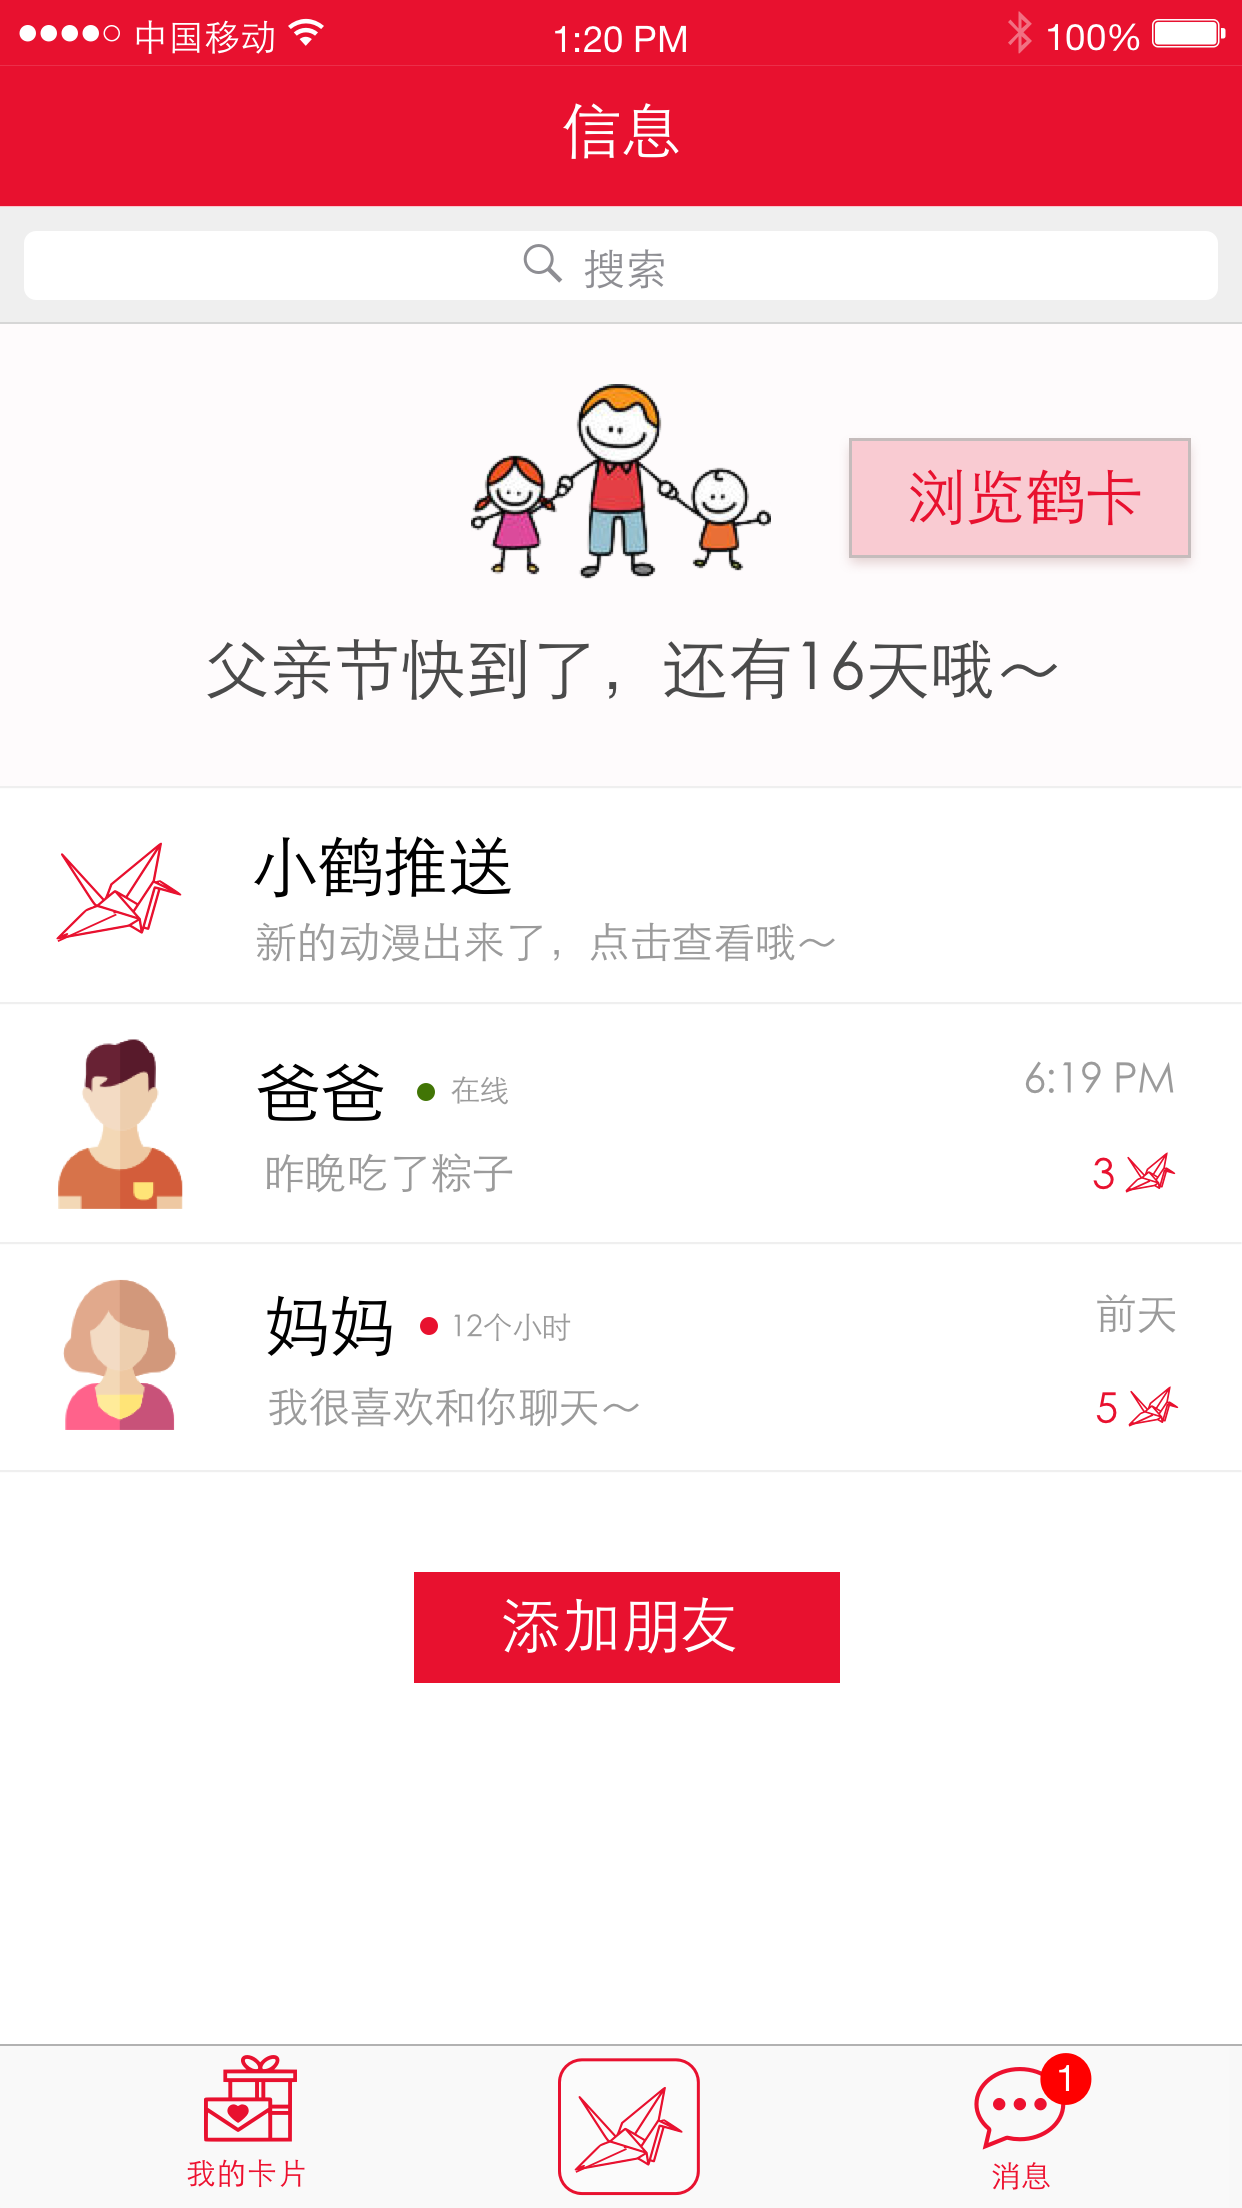 中国移动
1:20 PM
100%
信息
搜索
浏览鹤卡
父亲节快到了，还有16天哦～
小鹤推送
新的动漫出来了，点击查看哦～
爸爸 在线
6:19 PM
昨晚吃了粽子
3
妈妈 12个小时
前天
我很喜欢和你聊天～
5
添加朋友
1
我的卡片
消息